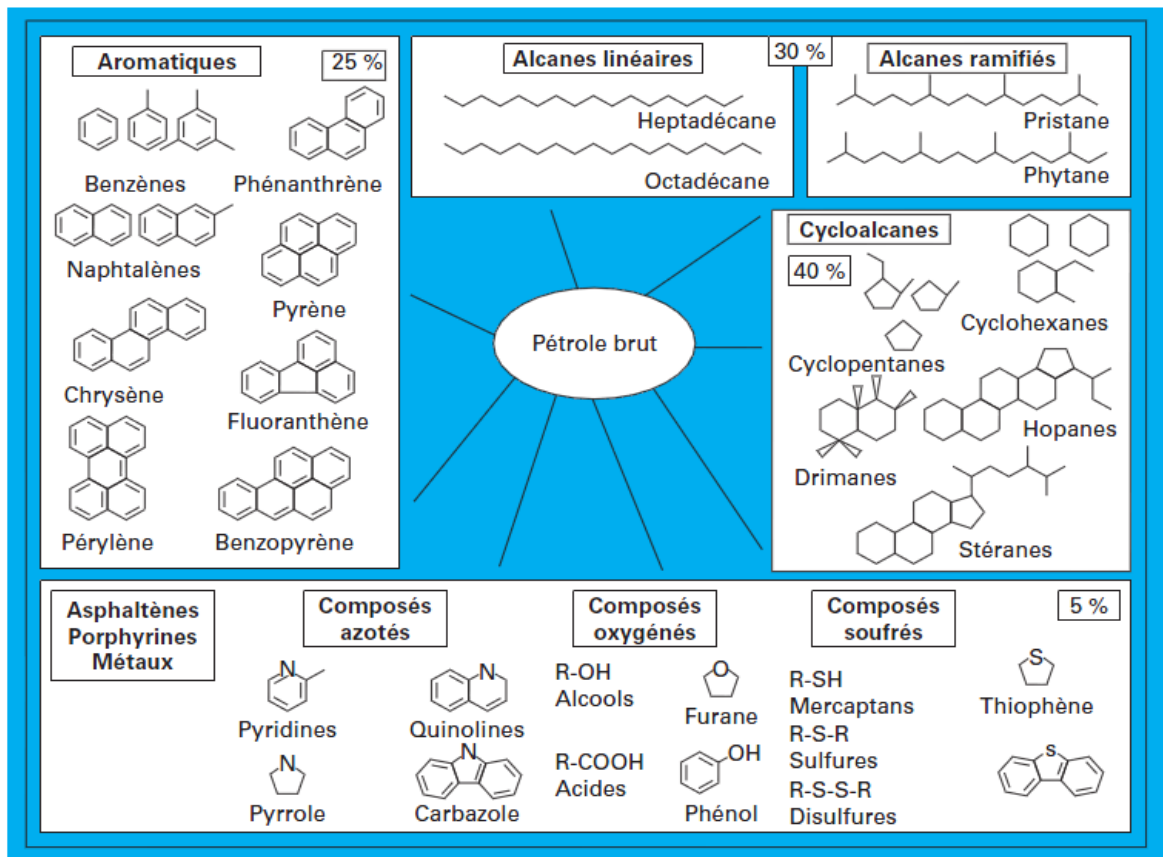 Aromatiques
25 %
Benzènes
Phénanthrène
Naphtalènes
Pyrène
Chrysène
Fluoranthène
Pérylène
Benzopyrène
Alcanes linéaires
30 %
Alcanes ramifiés
Heptadécane
Octadécane
Pristane
Phytane
Pétrole brut
Cycloalcanes
40 %
Cyclohexanes
Cyclopentanes
Hopanes
Drimanes
Stéranes
Asphaltènes
Porphyrines
Métaux
Composés
azotés
N
Pyridines
N
Quinolines
N
Pyrrole
N
Carbazole
Composés
oxygénés
R-OH
Alcools
O
Furane
R-COOH
Acides
OH
Phénol
Composés
soufrés
5 %
R-SH
Mercaptans
R-S-R
Sulfures
R-S-S-R
Disulfures
S
Thiophène
S